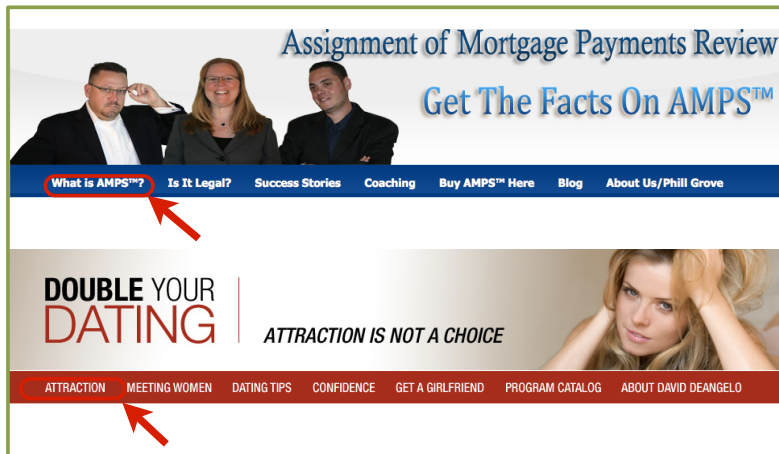 Assignment of Mortgage Payments Review
Get The Facts On AMPS™
What is AMPS™? Is It Legal? Success Stories Coaching Buy AMPS™ Here Blog About Us/Phill Grove
DOUBLE YOUR
DATING
ATTRACTION IS NOT A CHOICE
ATTRACTION MEETING WOMEN DATING TIPS CONFIDENCE GET A GIRLFRIEND PROGRAM CATALOG ABOUT DAVID DEANGELO